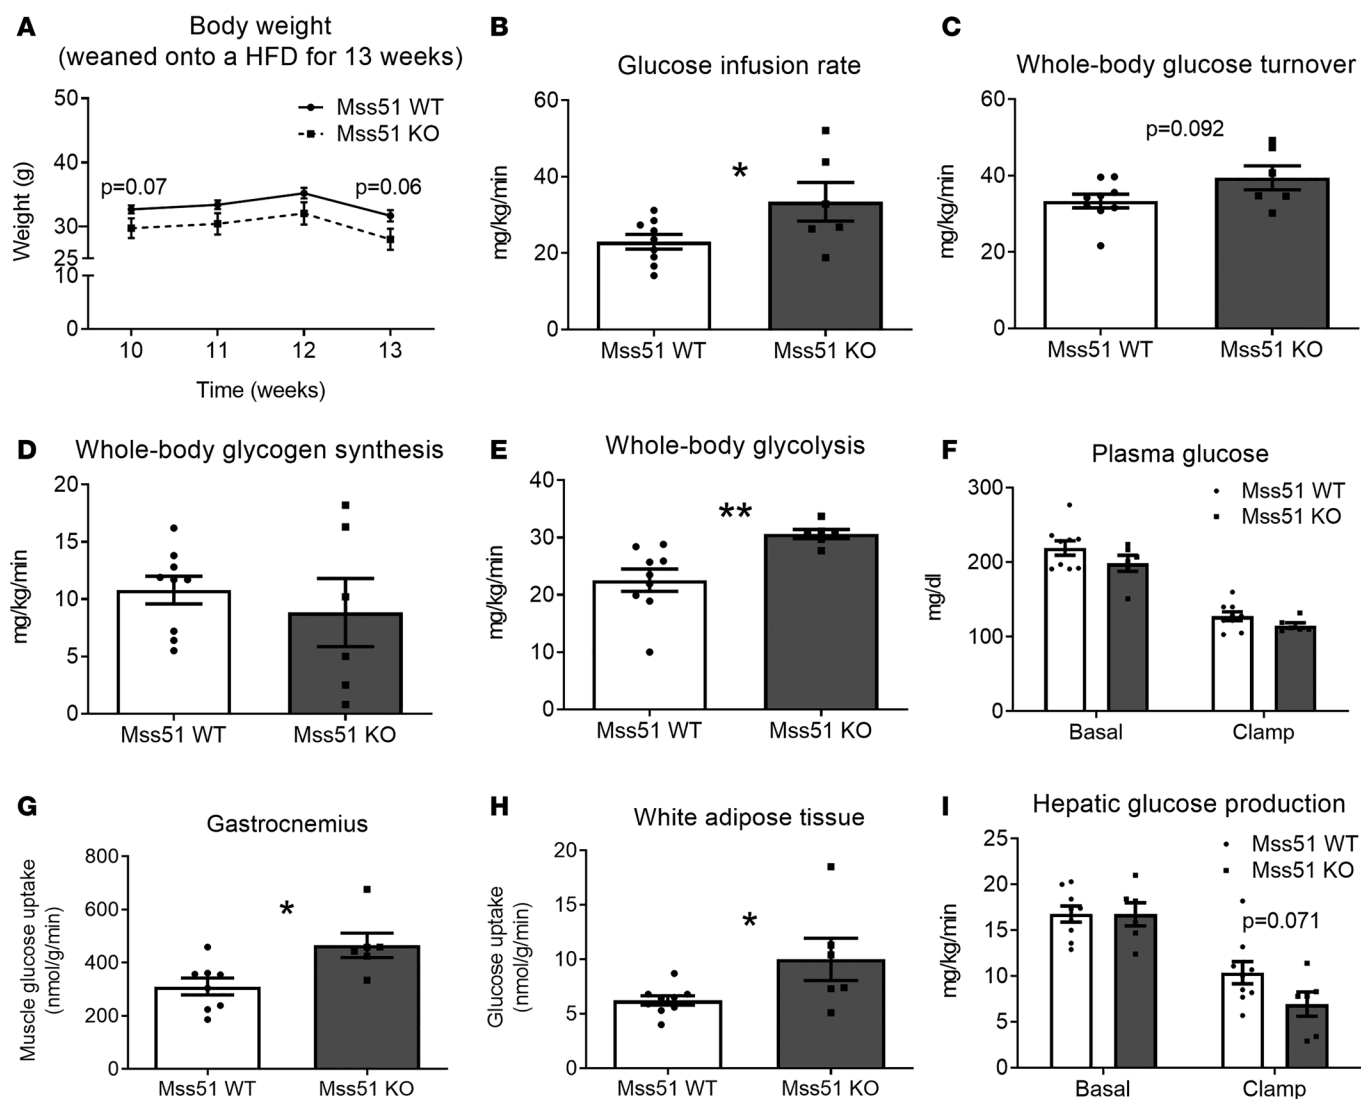 A
Body weight
(weaned onto a HFD for 13 weeks)
Mss51 WT
Mss51 KO
Weight (g)
50
40
30
25
10
0
p=0.07
p=0.06
10
11
12
13
Time (weeks)
B
Glucose infusion rate
mg/kg/min
60
40
20
0
*
Mss51 WT
Mss51 KO
C
Whole-body glucose turnover
mg/kg/min
60
40
20
0
p=0.092
Mss51 WT
Mss51 KO
D
Whole-body glycogen synthesis
mg/kg/min
20
15
10
5
0
Mss51 WT
Mss51 KO
E
Whole-body glycolysis
mg/kg/min
40
30
20
10
0
**
Mss51 WT
Mss51 KO
F
Plasma glucose
Mss51 WT
Mss51 KO
mg/dl
300
200
100
0
Basal
Clamp
G
Gastrocnemius
Muscle glucose uptake
(nmol/g/min)
800
600
400
200
0
*
Mss51 WT
Mss51 KO
H
White adipose tissue
Glucose uptake
(nmol/g/min)
20
15
10
5
0
*
Mss51 WT
Mss51 KO
I
Hepatic glucose production
Mss51 WT
Mss51 KO
mg/kg/min
25
20
15
10
5
0
p=0.071
Basal
Clamp